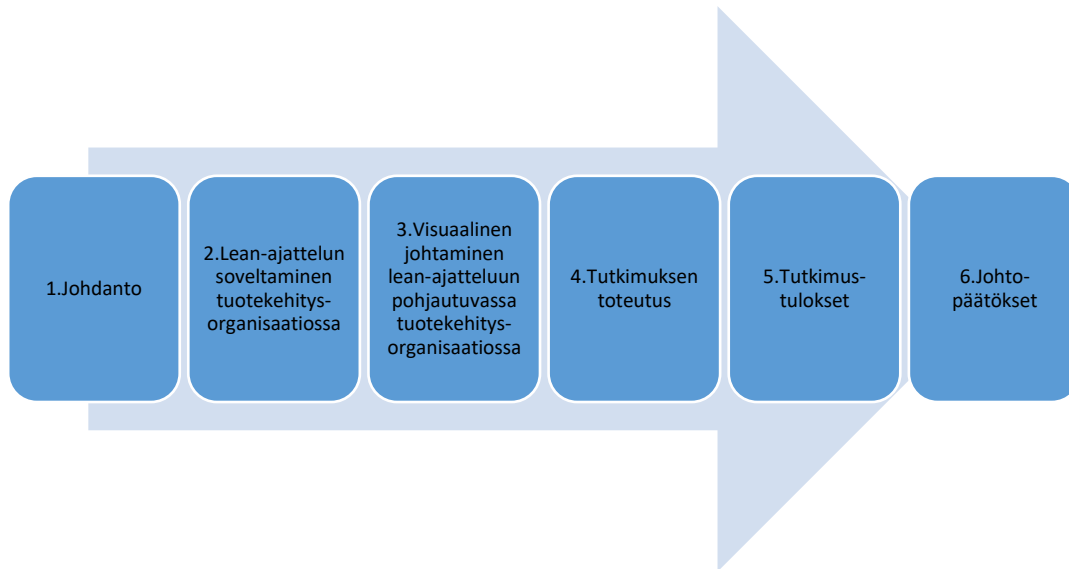 1.Johdanto
2.Lean-ajattelun
soveltaminen
tuotekehitys-
organisaatiossa
3.Visuaalinen
johtaminen
lean-ajatteluun
pohjautuvassa
tuotekehitys-
organisaatiossa
4.Tutkimuksen
toteutus
5.Tutkimus-
tulokset
6.Johto-
päätökset